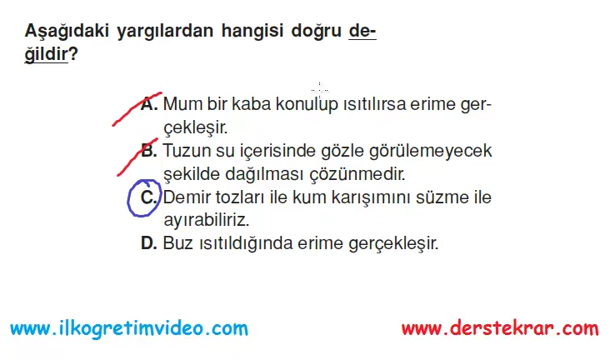 Aşağıdaki yargılardan hangisi doğru de-
ğildir?
A. Mum bir kaba konulup ısıtılırsa erime ger-
çekleşir.
B. Tuzun su içerisinde gözle görülemeyecek
şekilde dağılması çözünmedir.
C. Demir tozları ile kum karışımını süzme ile
ayırabiliriz.
D. Buz ısıtıldığında erime gerçekleşir.
www.ilkogretimvideo.com www.derstekrar.com